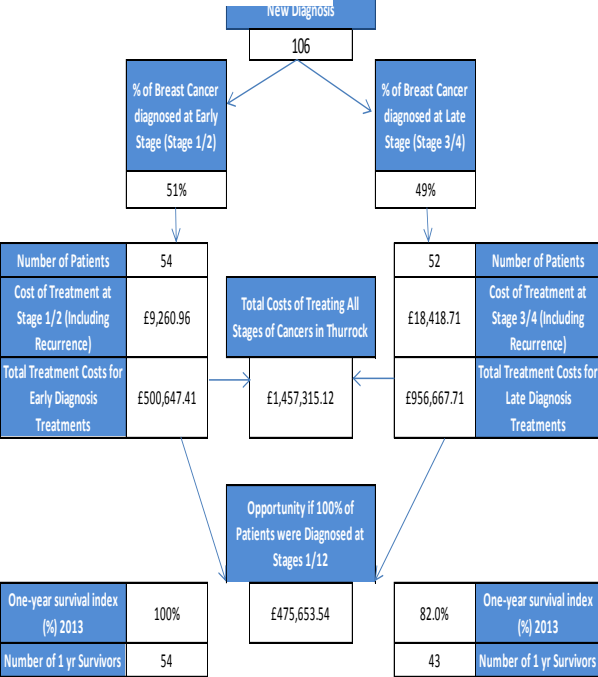 New Diagnosis
106
% of Breast Cancer
diagnosed at Early
Stage (Stage 1/2)
51%
% of Breast Cancer
diagnosed at Late
Stage (Stage 3/4)
49%
Number of Patients
54
Cost of Treatment at
Stage 1/2 (Including
Recurrence)
£9,260.96
Total Treatment Costs for
Early Diagnosis
Treatments
£500,647.41
Total Costs of Treating All
Stages of Cancers in Thurrock
£1,457,315.12
52
Number of Patients
£18,418.71
Cost of Treatment at
Stage 3/4 (Including
Recurrence)
£956,667.71
Total Treatment Costs for
Late Diagnosis
Treatments
Opportunity if 100% of
Patients were Diagnosed at
Stages 1/12
£475,653.54
One-year survival index
(%) 2013
100%
Number of 1 yr Survivors
54
82.0%
One-year survival index
(%) 2013
43
Number of 1 yr Survivors